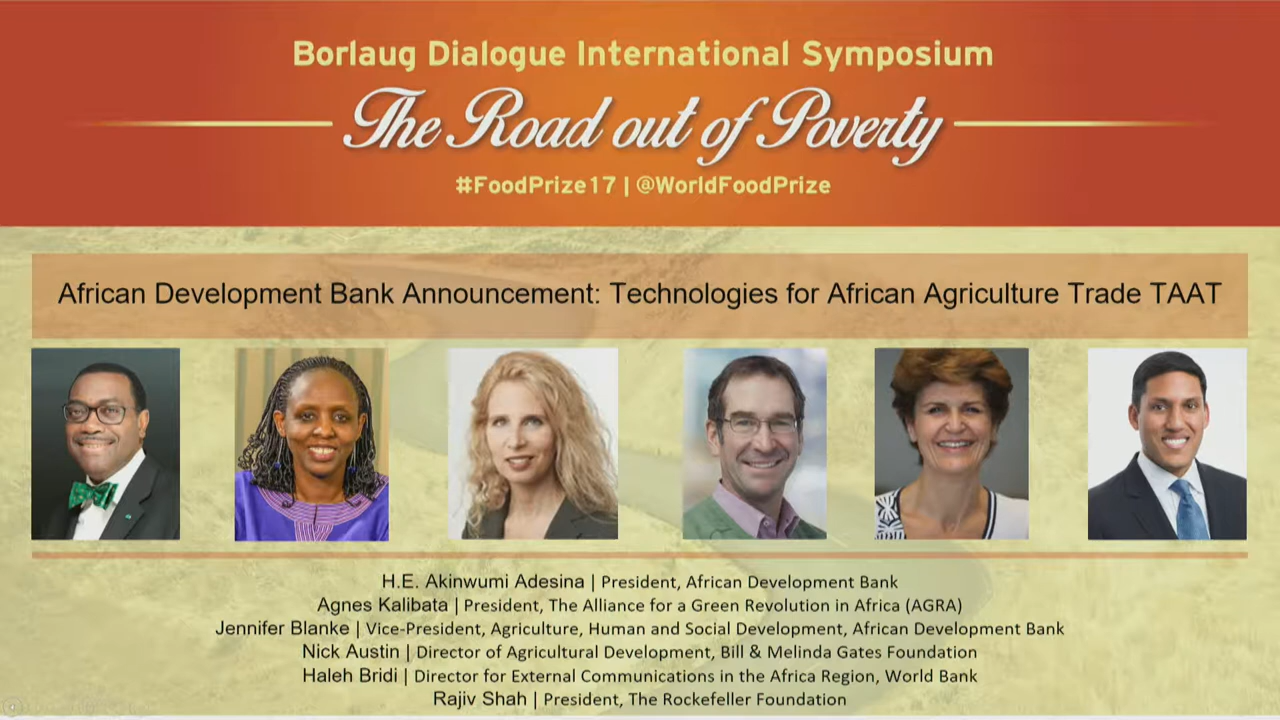 Borlaug Dialogue International Symposium
The Road out of Poverty
#FoodPrize17 | @WorldFoodPrize
African Development Bank Announcement: Technologies for African Agriculture Trade TAAT
H.E. Akinwumi Adesina | President, African Development Bank
Agnes Kalibata | President, The Alliance for a Green Revolution in Africa (AGRA)
Jennifer Blanke | Vice-President, Agriculture, Human and Social Development, African Development Bank
Nick Austin | Director of Agricultural Development, Bill & Melinda Gates Foundation
Haleh Bridi | Director for External Communications in the Africa Region, World Bank
Rajiv Shah | President, The Rockefeller Foundation